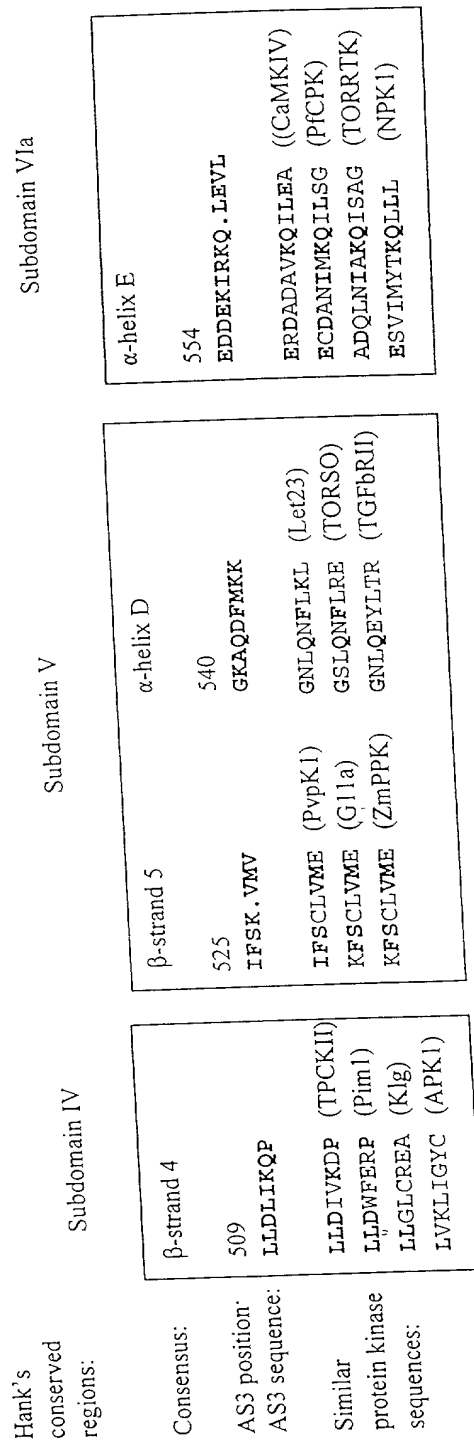 Hank's
conserved
regions:
Subdomain IV
Subdomain V
Subdomain VIa
Consensus:
β-strand 4
β-strand 5
α-helix D
α-helix E
AS3 position·
509
525
540
554
AS3 sequence:
LLDLIKQP
IFSK.VMV
GKAQDFMKK
EDDEKIRKQ.LEVL
Similar
protein kinase
sequences:
LLDIVKDP (TPCKII)
LLDWFERP (Pim1)
LLGLCREA (Klg)
LVKLIGYC (APK1)
IFSCLVME (PvpK1)
KFSCLVME (G11a)
KFSCLVME (ZmPPK)
GNLQNFLKL (Let23)
GSLQNFLRE (TORSO)
GNLQEYLTR (TGFbRII)
ERDADAVKQILEA ((CaMKIV)
ECDANIMKQILSG (PfCPK)
ADQLNIAKQISAG (TORRTK)
ESVIMYTKQLLL (NPK1)